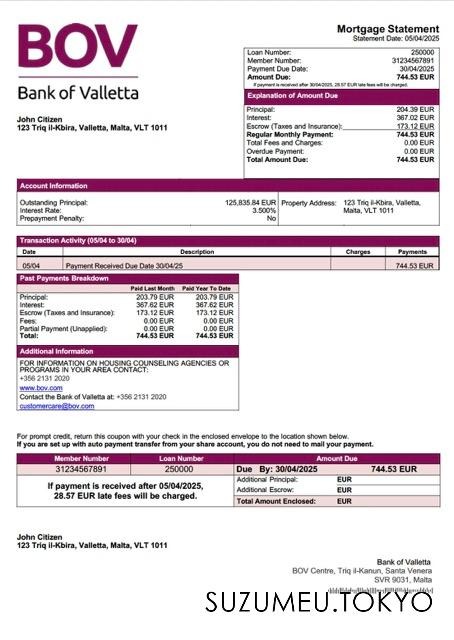 BOV
Bank of Valletta
Mortgage Statement
Statement Date: 05/04/2025
Loan Number: 250000
Member Number: 31234567891
Payment Due Date: 30/04/2025
Amount Due: 744.53 EUR
If payment is received after 30/04/2025, 28.57 EUR late fees will be charged.
John Citizen
123 Triq il-Kbira, Valletta, Malta, VLT 1011
Explanation of Amount Due
Principal: 204.39 EUR
Interest: 367.02 EUR
Escrow (Taxes and Insurance): 173.12 EUR
Regular Monthly Payment: 744.53 EUR
Total Fees and Charges: 0.00 EUR
Overdue Payment: 0.00 EUR
Total Amount Due: 744.53 EUR
Account Information
Outstanding Principal: 125,835.84 EUR
Interest Rate: 3.500%
Prepayment Penalty: No
Property Address: 123 Triq il-Kbira, Valletta,
Malta, VLT 1011
Transaction Activity (05/04 to 30/04)
Date Description Charges Payments
05/04 Payment Received Due Date 30/04/25 744.53 EUR
Past Payments Breakdown
Paid Last Month Paid Year To Date
Principal: 203.79 EUR 203.79 EUR
Interest: 367.62 EUR 367.62 EUR
Escrow (Taxes and Insurance): 173.12 EUR 173.12 EUR
Fees: 0.00 EUR 0.00 EUR
Partial Payment (Unapplied): 0.00 EUR 0.00 EUR
Total: 744.53 EUR 744.53 EUR
Additional Information
FOR INFORMATION ON HOUSING COUNSELING AGENCIES OR
PROGRAMS IN YOUR AREA CONTACT:
+356 2131 2020
www.bov.com
Contact the Bank of Valletta at: +356 2131 2020
customercare@bov.com
For prompt credit, return this coupon with your check in the enclosed envelope to the location shown below.
If you are set up with auto payment transfer from your share account, you do not need to mail your payment.
Member Number Loan Number Amount Due
31234567891 250000 Due By: 30/04/2025 744.53 EUR
If payment is received after 05/04/2025,
28.57 EUR late fees will be charged.
Additional Principal: EUR
Additional Escrow: EUR
Total Amount Enclosed: EUR
John Citizen
123 Triq il-Kbira, Valletta, Malta, VLT 1011
Bank of Valletta
BOV Centre, Triq il-Kanun, Santa Venera
SVR 9031, Malta
SUZUMEU.TOKYO